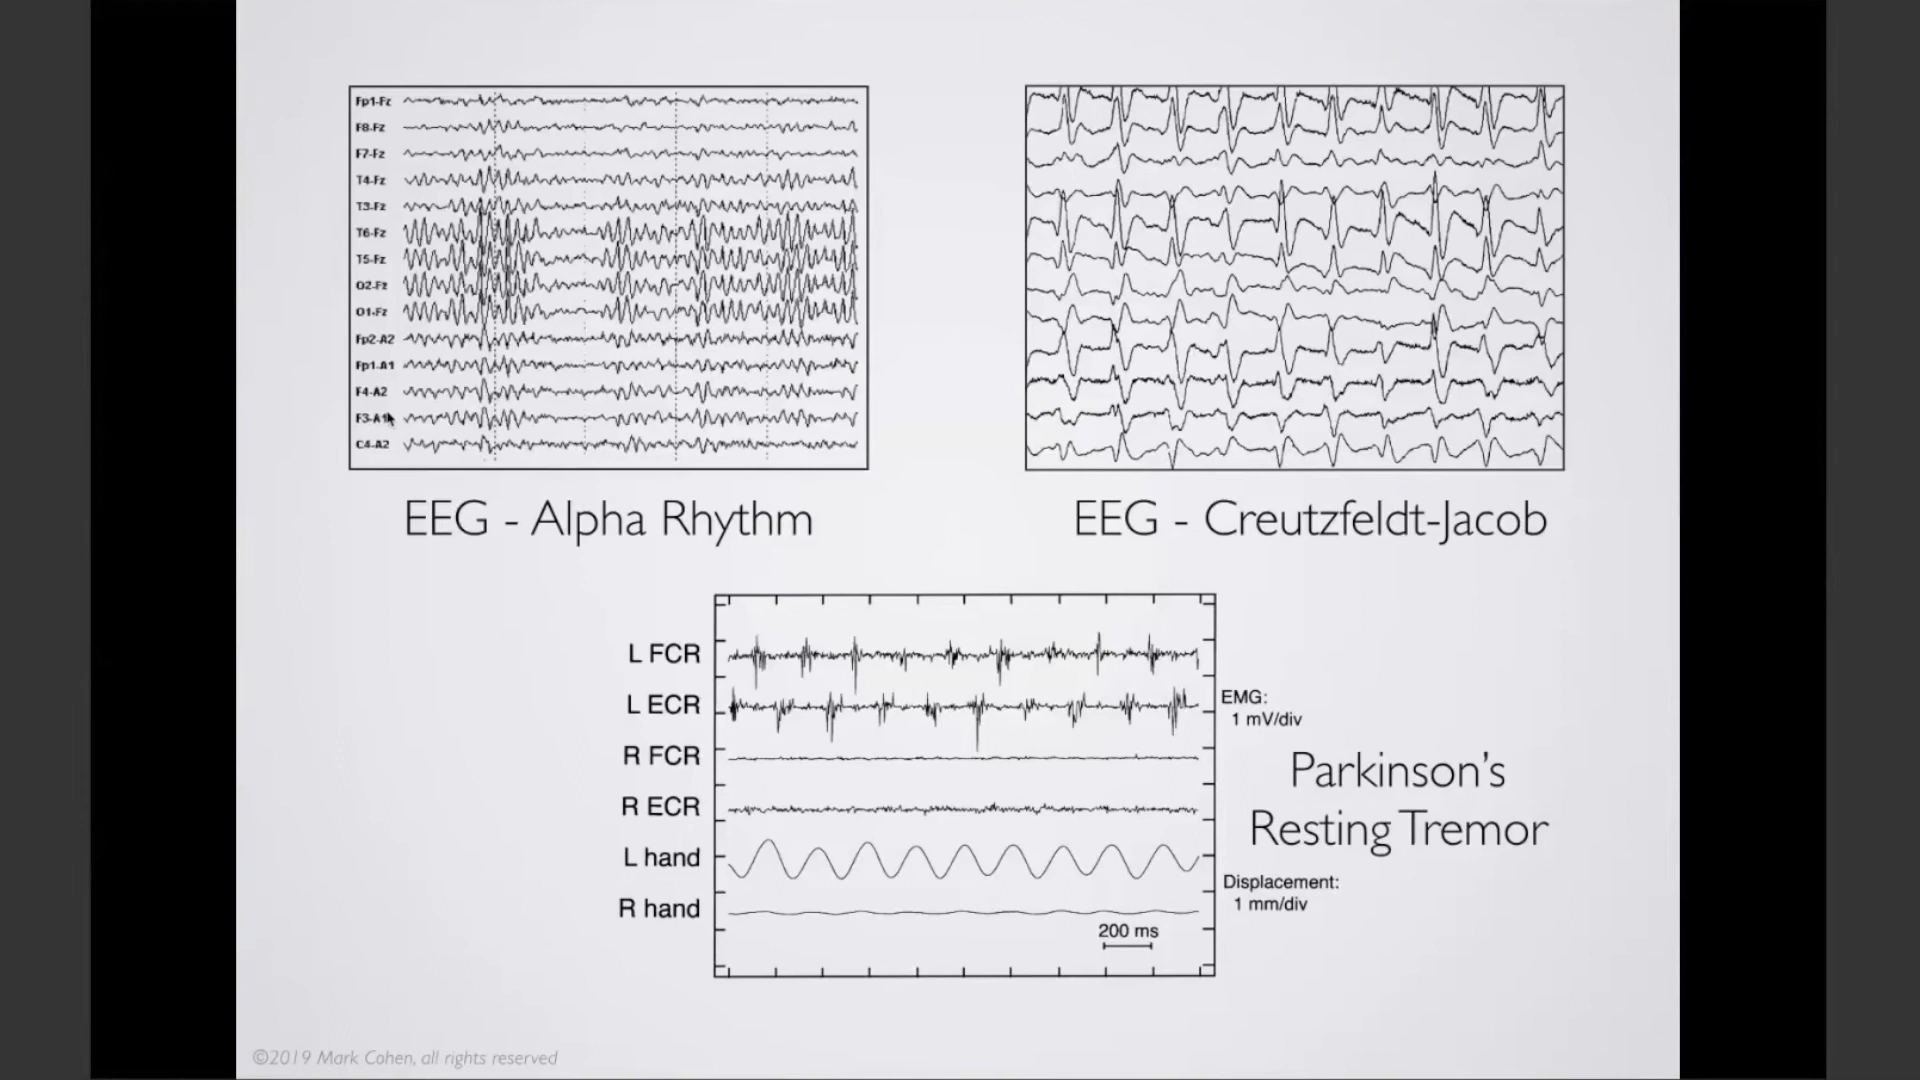 Fp1-Fz
F8-Fz
F7-Fz
T4-Fz
T3-Fz
T6-Fz
T5-Fz
O2-Fz
O1-Fz
Fp2-A2
Fp1-A1
F4-A2
F3-A1
C4-A2
EEG - Alpha Rhythm
EEG - Creutzfeldt-Jacob
L FCR
L ECR
R FCR
R ECR
L hand
R hand
200 ms
EMG:
1 mV/div
Parkinson's
Resting Tremor
Displacement:
1 mm/div
©2019 Mark Cohen, all rights reserved